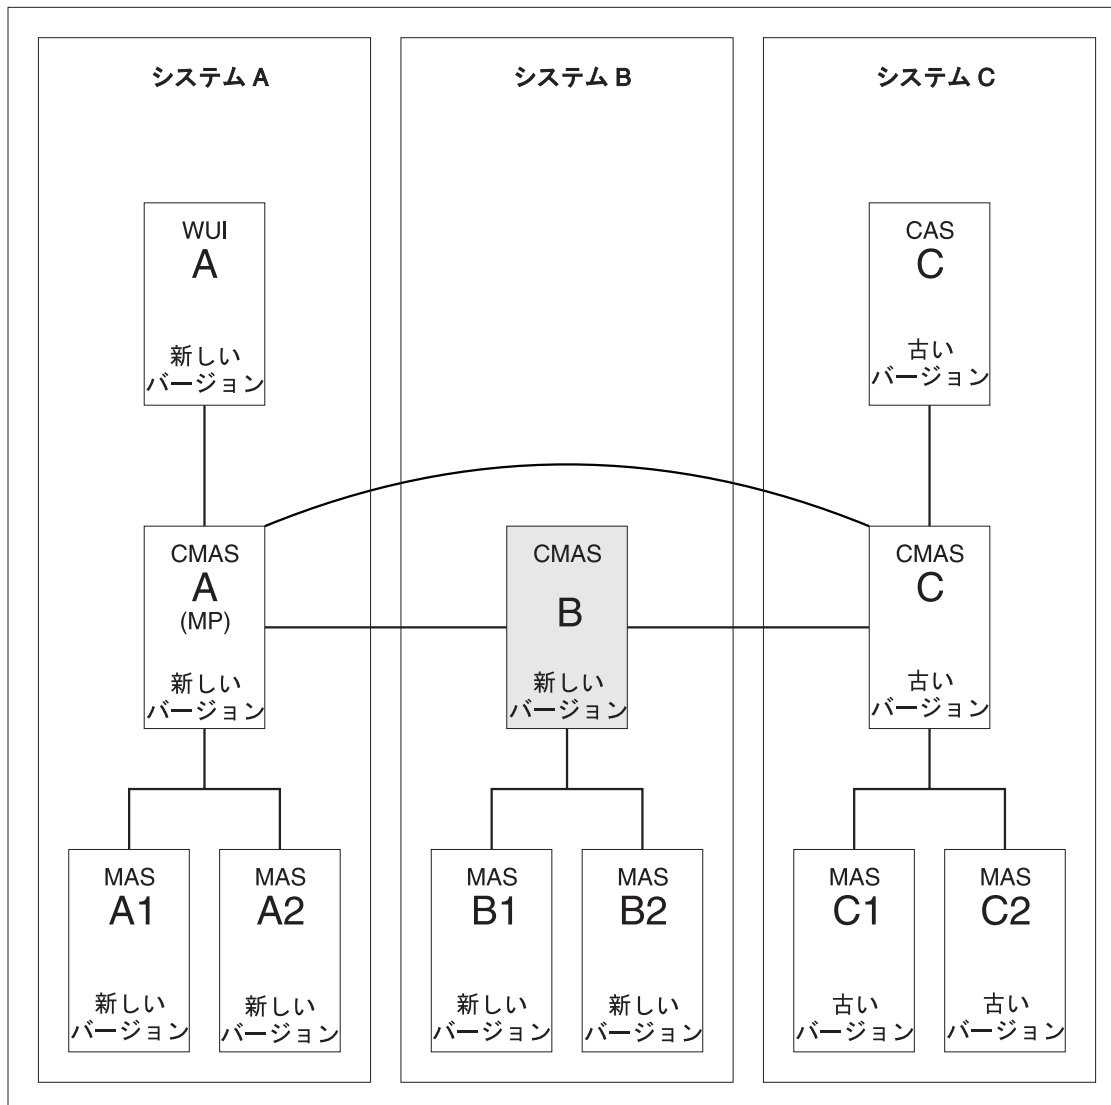 システム A
システム B
システム C
WUI
A
新しい
バージョン
CAS
C
古い
バージョン
CMAS
A
(MP)
新しい
バージョン
CMAS
B
新しい
バージョン
CMAS
C
古い
バージョン
MAS
A1
新しい
バージョン
MAS
A2
新しい
バージョン
MAS
B1
新しい
バージョン
MAS
B2
新しい
バージョン
MAS
C1
古い
バージョン
MAS
C2
古い
バージョン